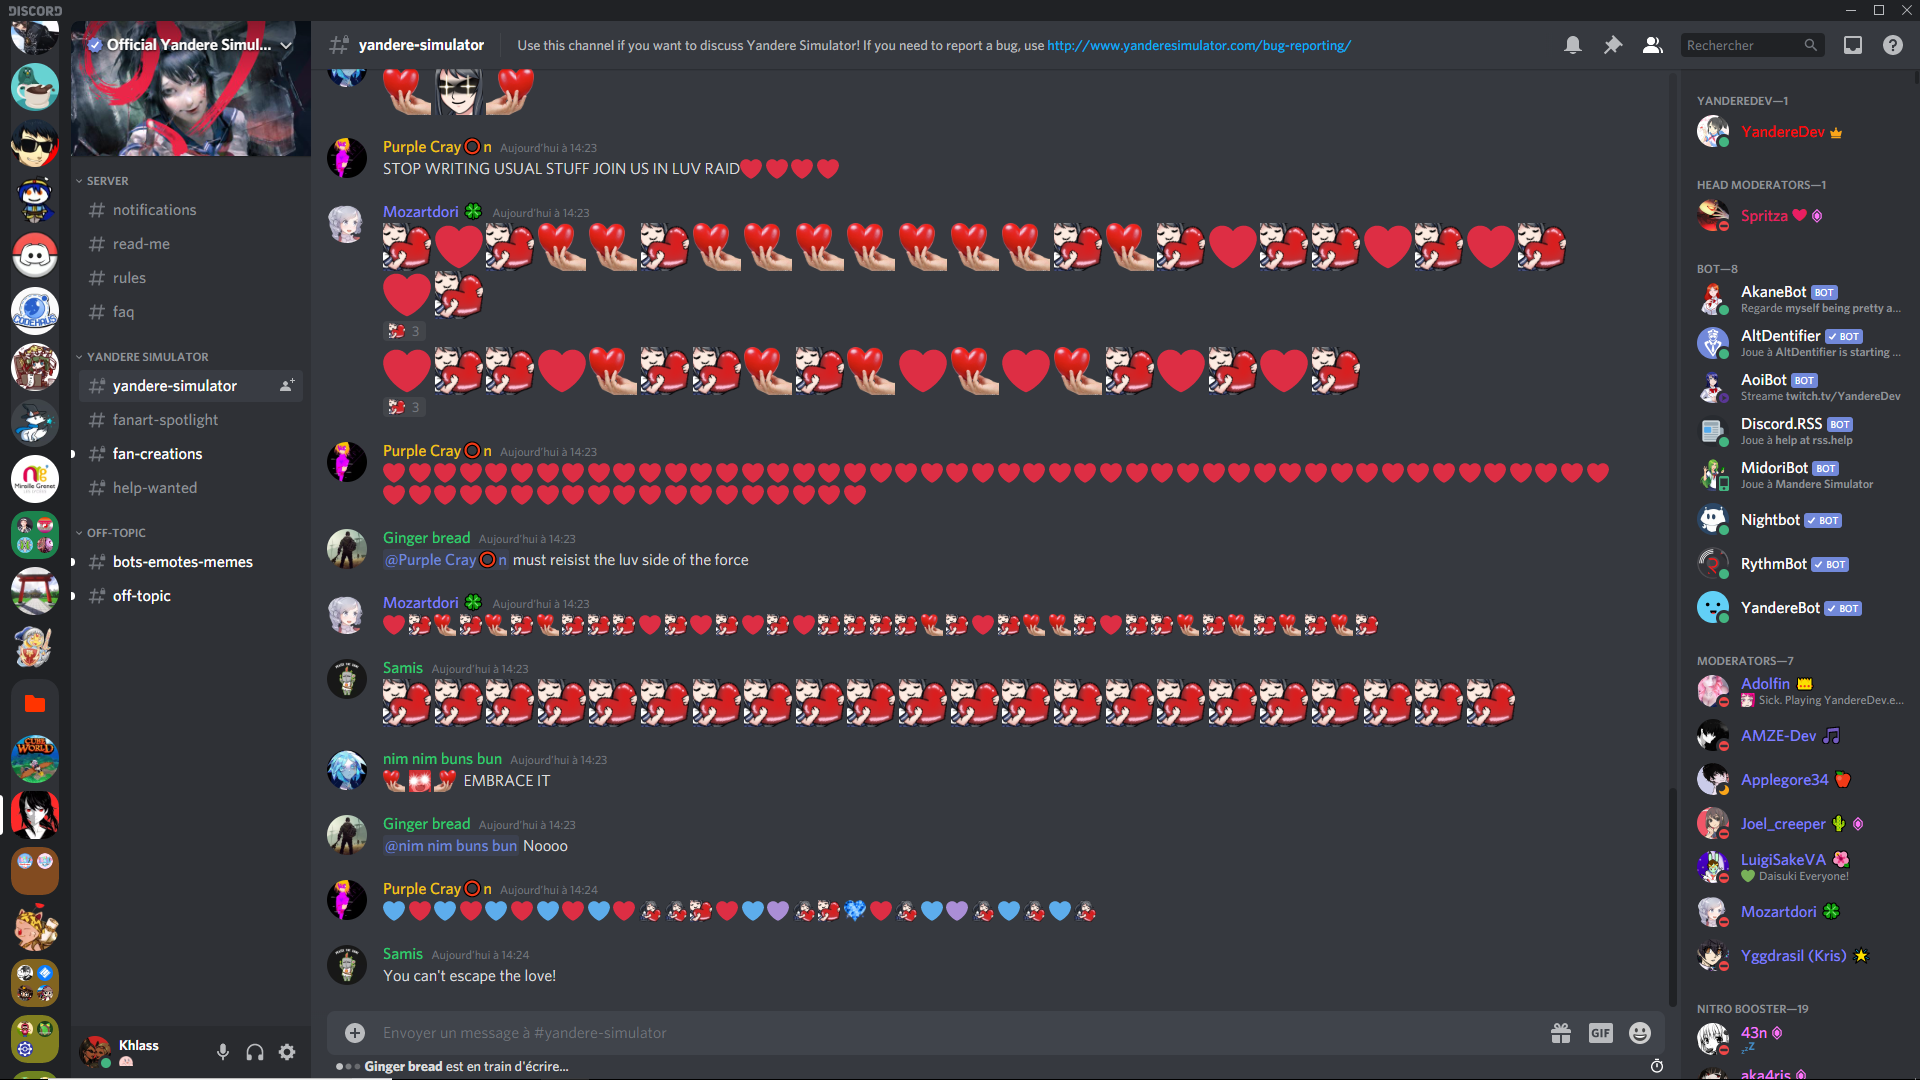 DISCORD
Official Yandere Simul...
SERVER
notifications
read-me
rules
faq
YANDERE SIMULATOR
yandere-simulator
fanart-spotlight
fan-creations
help-wanted
OFF-TOPIC
bots-emotes-memes
off-topic
Khlass
yandere-simulator
Use this channel if you want to discuss Yandere Simulator! If you need to report a bug, use http://www.yanderesimulator.com/bug-reporting/
Rechercher
Purple Cray⭕n Aujourd'hui à 14:23
STOP WRITING USUAL STUFF JOIN US IN LUV RAID❤️❤️❤️❤️
Mozartdori 🍀 Aujourd'hui à 14:23
3
3
Purple Cray⭕n Aujourd'hui à 14:23
Ginger bread Aujourd'hui à 14:23
@Purple Cray⭕n must reisist the luv side of the force
Mozartdori 🍀 Aujourd'hui à 14:23
Samis Aujourd'hui à 14:23
nim nim buns bun Aujourd'hui à 14:23
EMBRACE IT
Ginger bread Aujourd'hui à 14:23
@nim nim buns bun Noooo
Purple Cray⭕n Aujourd'hui à 14:24
Samis Aujourd'hui à 14:24
You can't escape the love!
Envoyer un message à #yandere-simulator
GIF
Ginger bread est en train d'écrire...
YANDEREDEV—1
YandereDev
HEAD MODERATORS—1
Spritza
BOT—8
AkaneBot BOT
Regarde myself being pretty a...
AltDentifier ✓ BOT
Joue à AltDentifier is starting ...
AoiBot BOT
Streame twitch.tv/YandereDev
Discord.RSS BOT
Joue à help at rss.help
MidoriBot BOT
Joue à Mandere Simulator
Nightbot ✓ BOT
RythmBot ✓ BOT
YandereBot ✓ BOT
MODERATORS—7
Adolfin
Sick. Playing YandereDev.e...
AMZE-Dev
Applegore34
Joel_creeper
LuigiSakeVA
Daisuki Everyone!
Mozartdori
Yggdrasil (Kris)
NITRO BOOSTER—19
43n
aka4ris